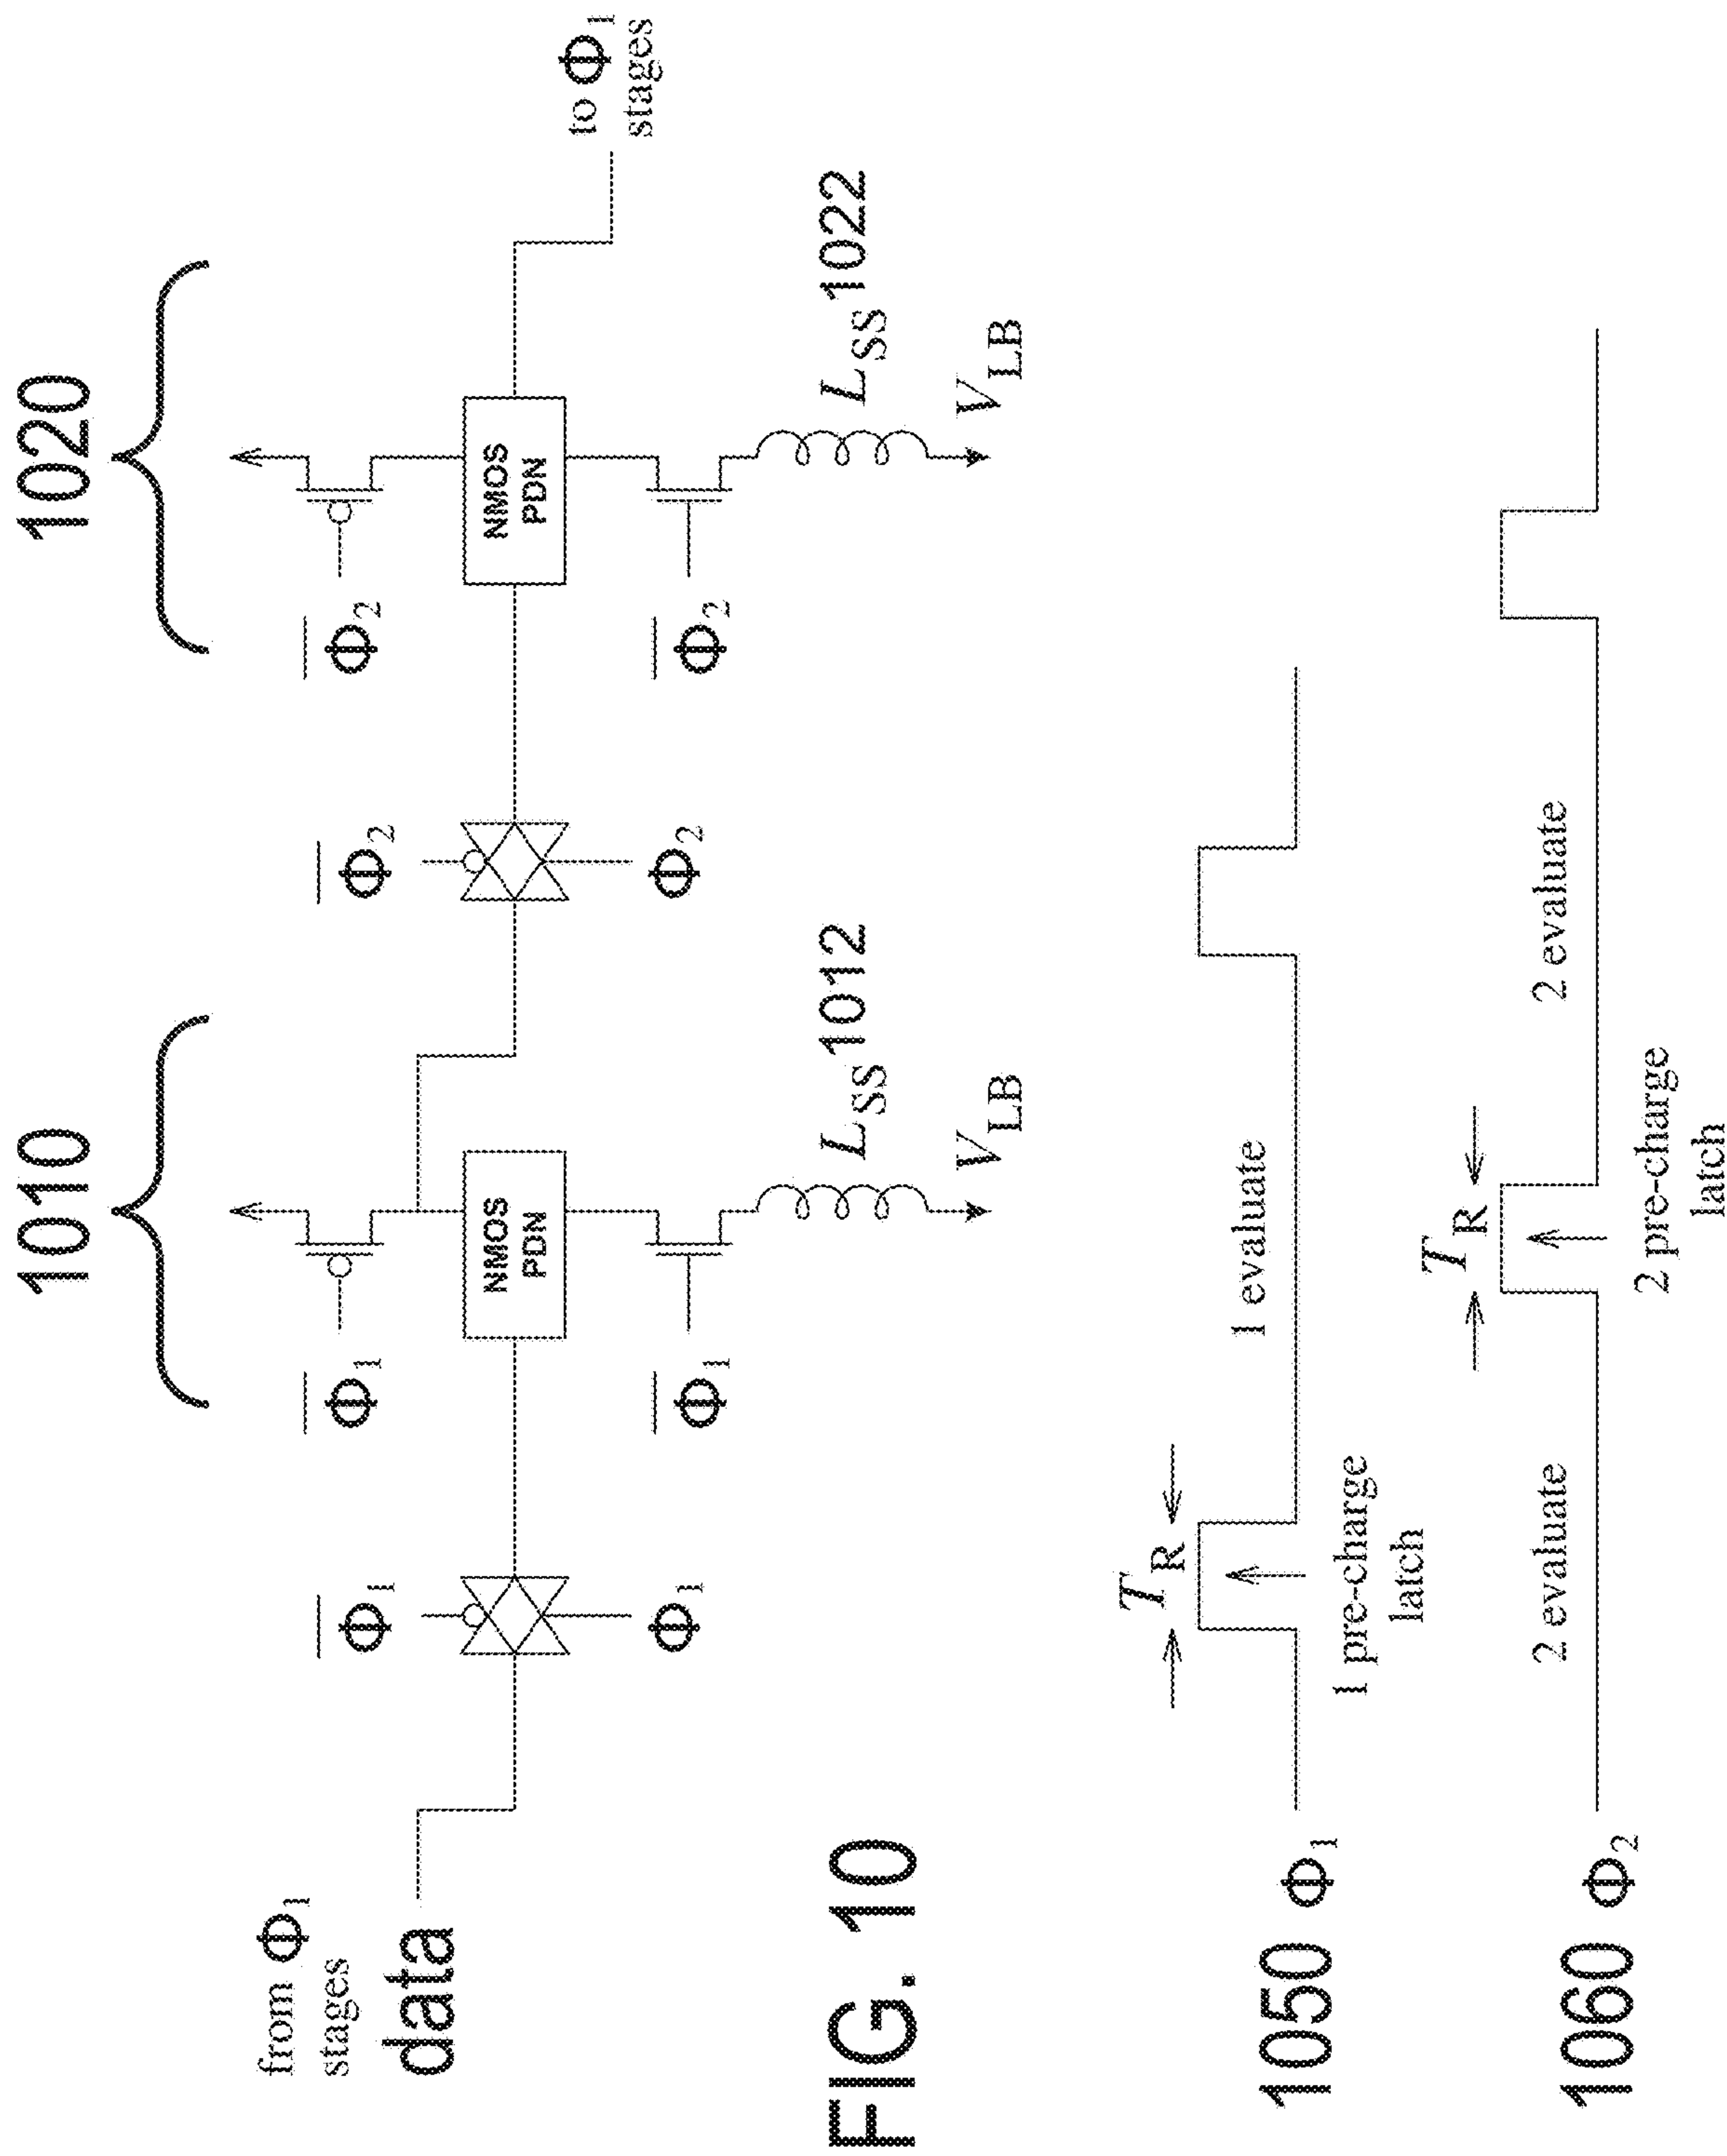 1010
1020
from Φ1
stages
data
Φ̅1
Φ1
Φ̅1
NMOS
PDN
Φ̅1
LSS 1012
VLB
Φ̅2
Φ2
Φ̅2
NMOS
PDN
Φ̅2
LSS 1022
VLB
to Φ1
stages
FIG. 10
1050 Φ1
TR
1 pre-charge
latch
1 evaluate
1060 Φ2
2 evaluate
TR
2 pre-charge
latch
2 evaluate